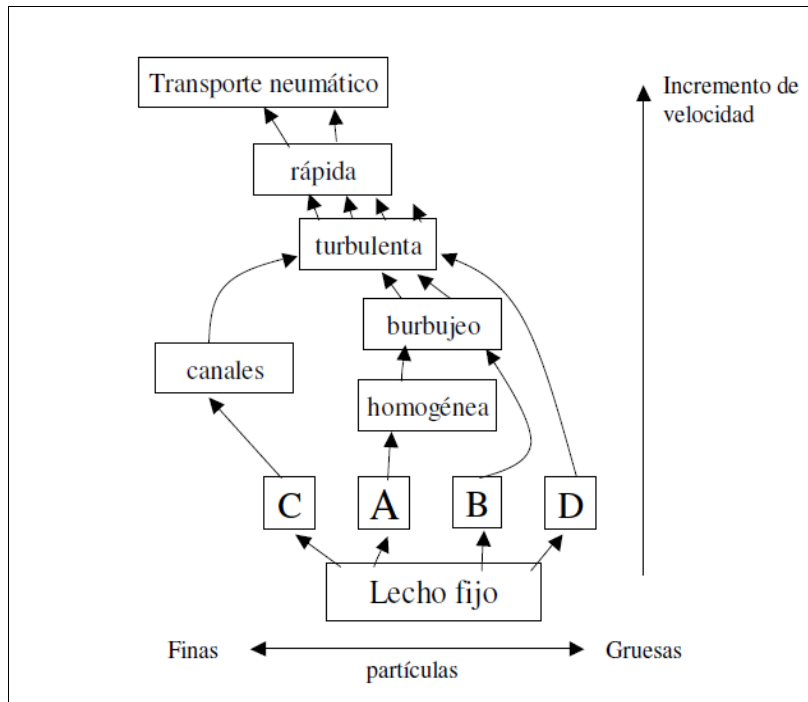 Transporte neumático
Incremento de
velocidad
rápida
turbulenta
burbujeo
canales
homogénea
C
A
B
D
Lecho fijo
Finas
partículas
Gruesas